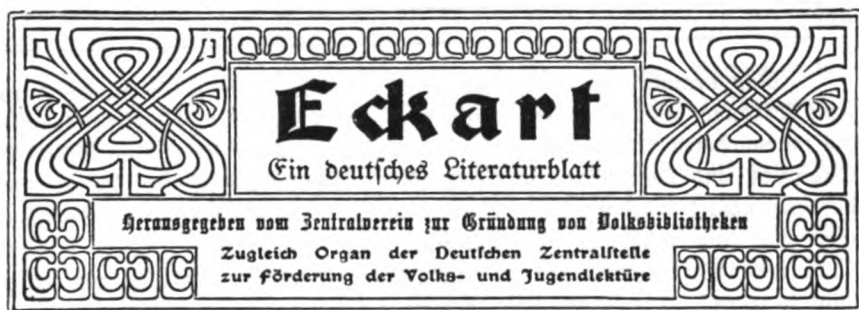 Eckart
Ein deutsches Literaturblatt
Herausgegeben vom Zentralverein zur Gründung von Volksbibliotheken
Zugleich Organ der Deutschen Zentralstelle
zur Förderung der Volks- und Jugendlektüre